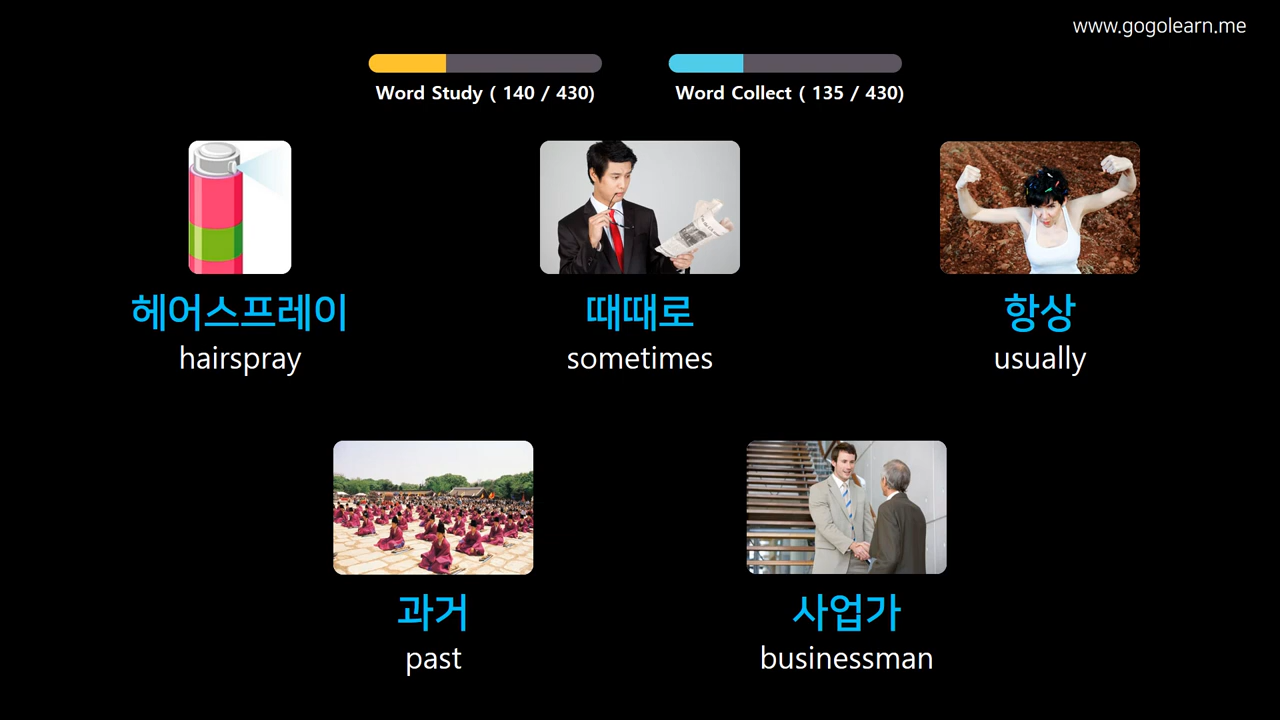 www.gogolearn.me
Word Study ( 140 / 430)
Word Collect ( 135 / 430)
헤어스프레이
hairspray
때때로
sometimes
항상
usually
과거
past
사업가
businessman